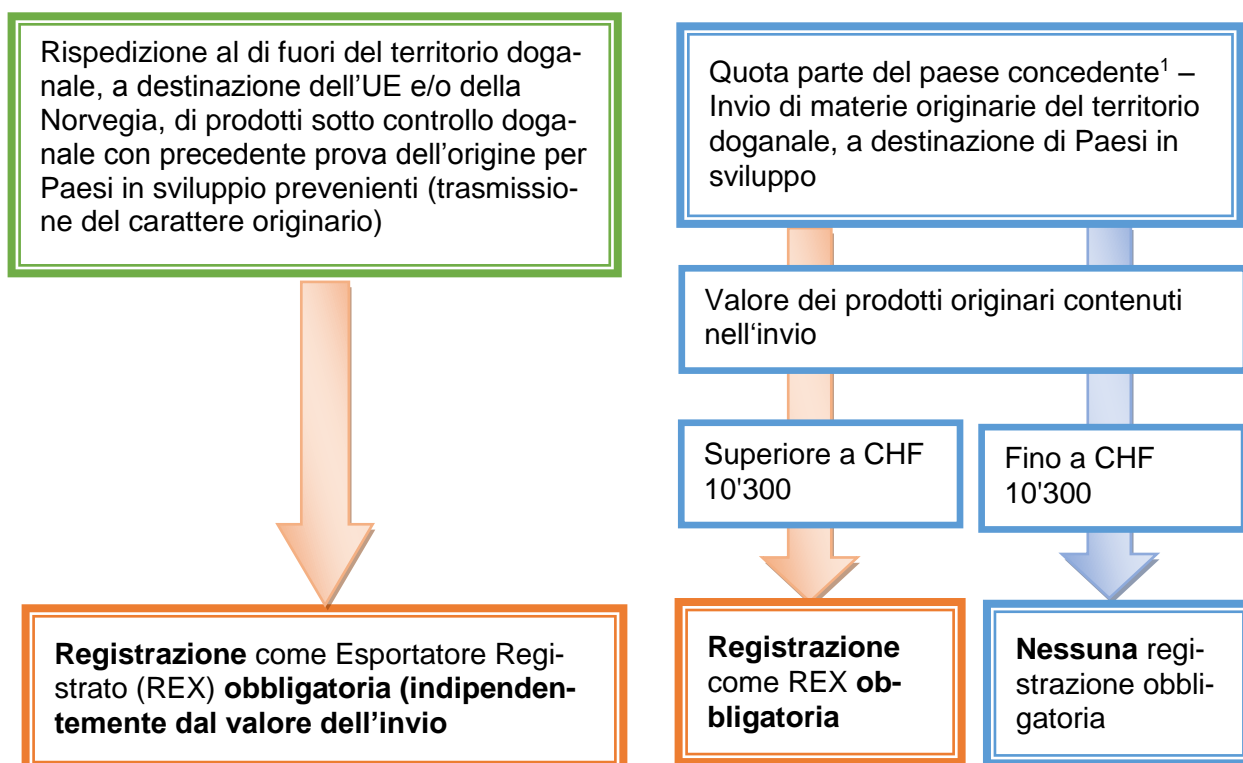 Rispedizione al di fuori del territorio doga-
nale, a destinazione dell'UE e/o della
Norvegia, di prodotti sotto controllo doga-
nale con precedente prova dell'origine per
Paesi in sviluppo prevenienti (trasmissio-
ne del carattere originario)
Quota parte del paese concedente¹ –
Invio di materie originarie del territorio
doganale, a destinazione di Paesi in
sviluppo
Valore dei prodotti originari contenuti
nell'invio
Superiore a CHF
10'300
Fino a CHF
10'300
Registrazione come Esportatore Regi-
strato (REX) obbligatoria (indipenden-
temente dal valore dell'invio
Registrazione
come REX ob-
bligatoria
Nessuna regi-
strazione obbli-
gatoria